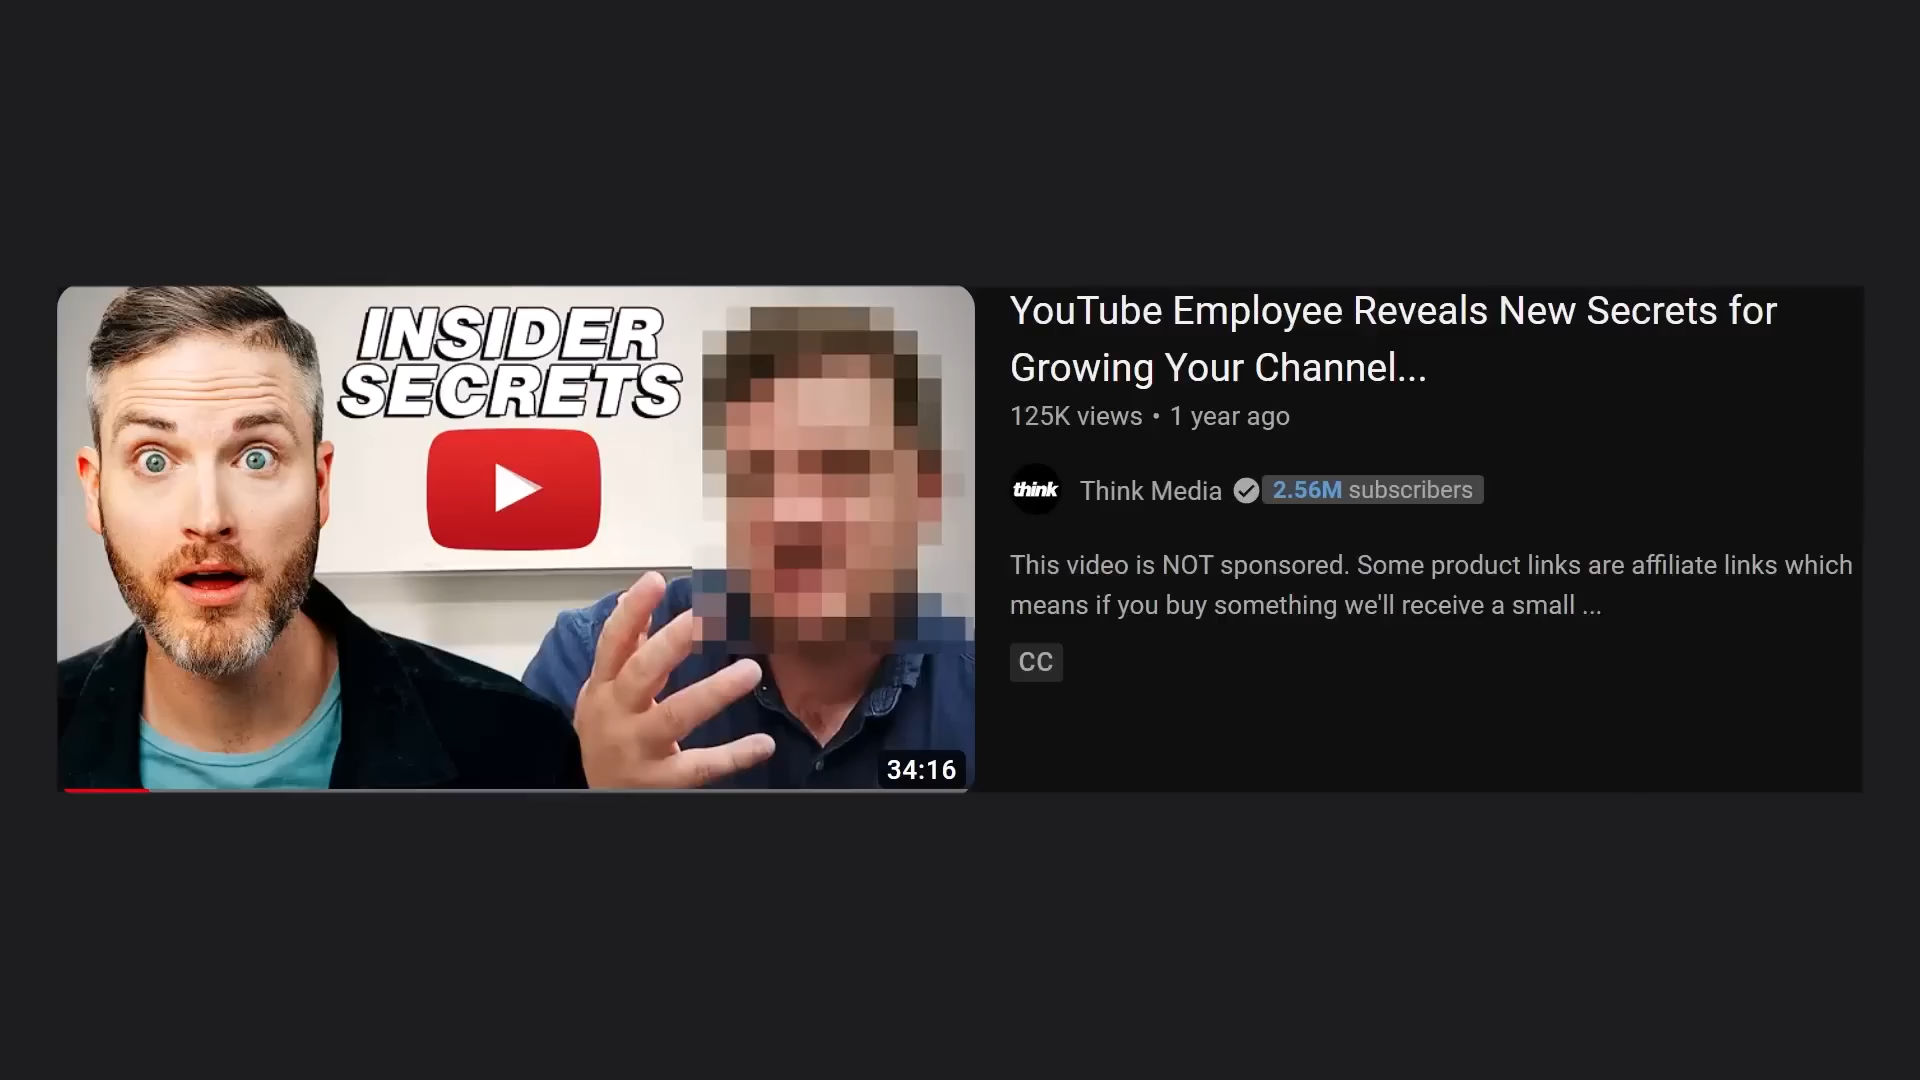 INSIDER
SECRETS
34:16
YouTube Employee Reveals New Secrets for
Growing Your Channel...
125K views • 1 year ago
think
Think Media 2.56M subscribers
This video is NOT sponsored. Some product links are affiliate links which
means if you buy something we'll receive a small ...
CC